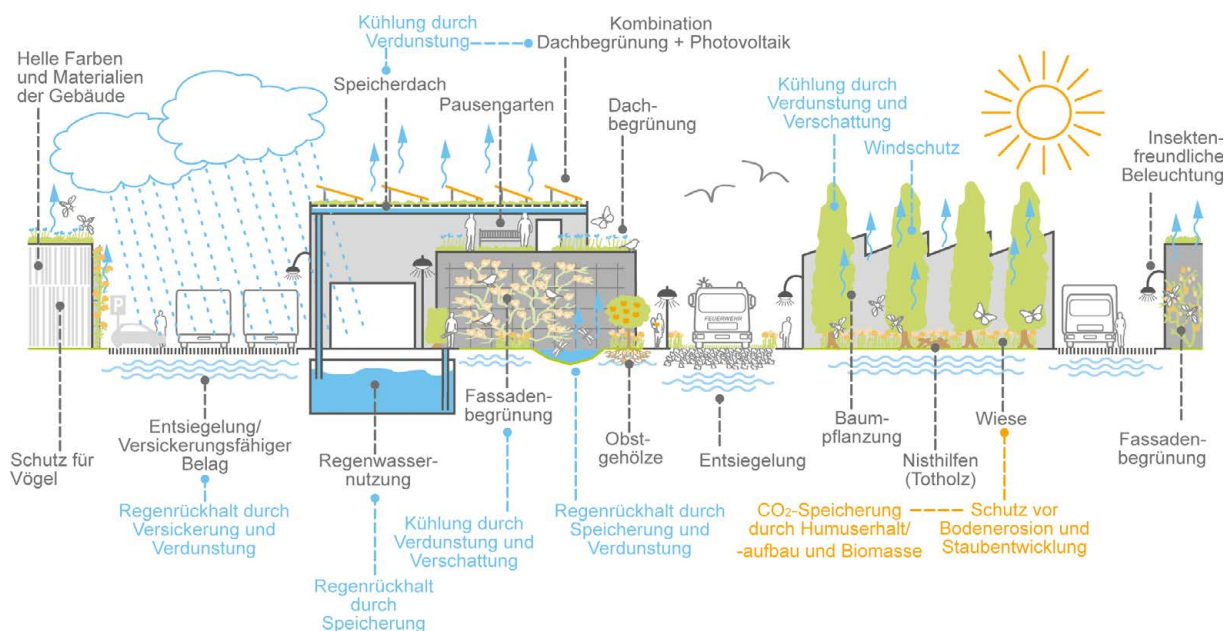 Kühlung durch
Verdunstung
Kombination
Dachbegrünung + Photovoltaik
Helle Farben
und Materialien
der Gebäude
Speicherdach
Pausengarten
Dach-
begrünung
Kühlung durch
Verdunstung und
Verschattung
Windschutz
Insekten-
freundliche
Beleuchtung
P
FEUERWEHR
Schutz für
Vögel
Entsiegelung/
Versickerungsfähiger
Belag
Regenrückhalt durch
Versickerung und
Verdunstung
Regenwasser-
nutzung
Regenrückhalt
durch
Speicherung
Fassaden-
begrünung
Kühlung durch
Verdunstung und
Verschattung
Regenrückhalt durch
Speicherung und
Verdunstung
Obst-
gehölze
Entsiegelung
Baum-
pflanzung
Nisthilfen
(Totholz)
Wiese
CO₂-Speicherung
durch Humuserhalt/
-aufbau und Biomasse
Schutz vor
Bodenerosion und
Staubentwicklung
Fassaden-
begrünung